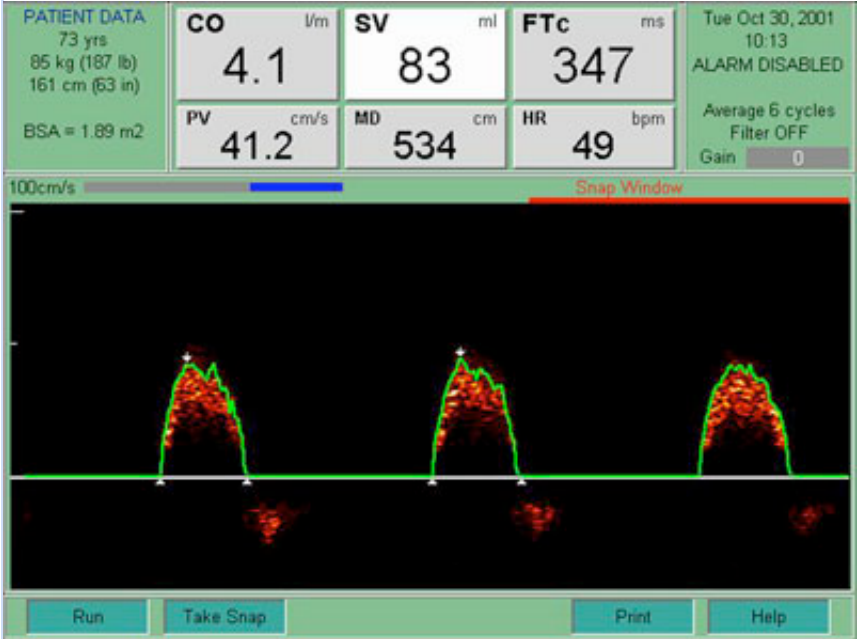 PATIENT DATA
73 yrs
85 kg (187 lb)
161 cm (63 in)
BSA = 1.89 m2
CO l/m
4.1
SV ml
83
FTc ms
347
PV cm/s
41.2
MD cm
534
HR bpm
49
Tue Oct 30, 2001
10:13
ALARM DISABLED
Average 6 cycles
Filter OFF
Gain 0
100cm/s
Snap Window
Run
Take Snap
Print
Help